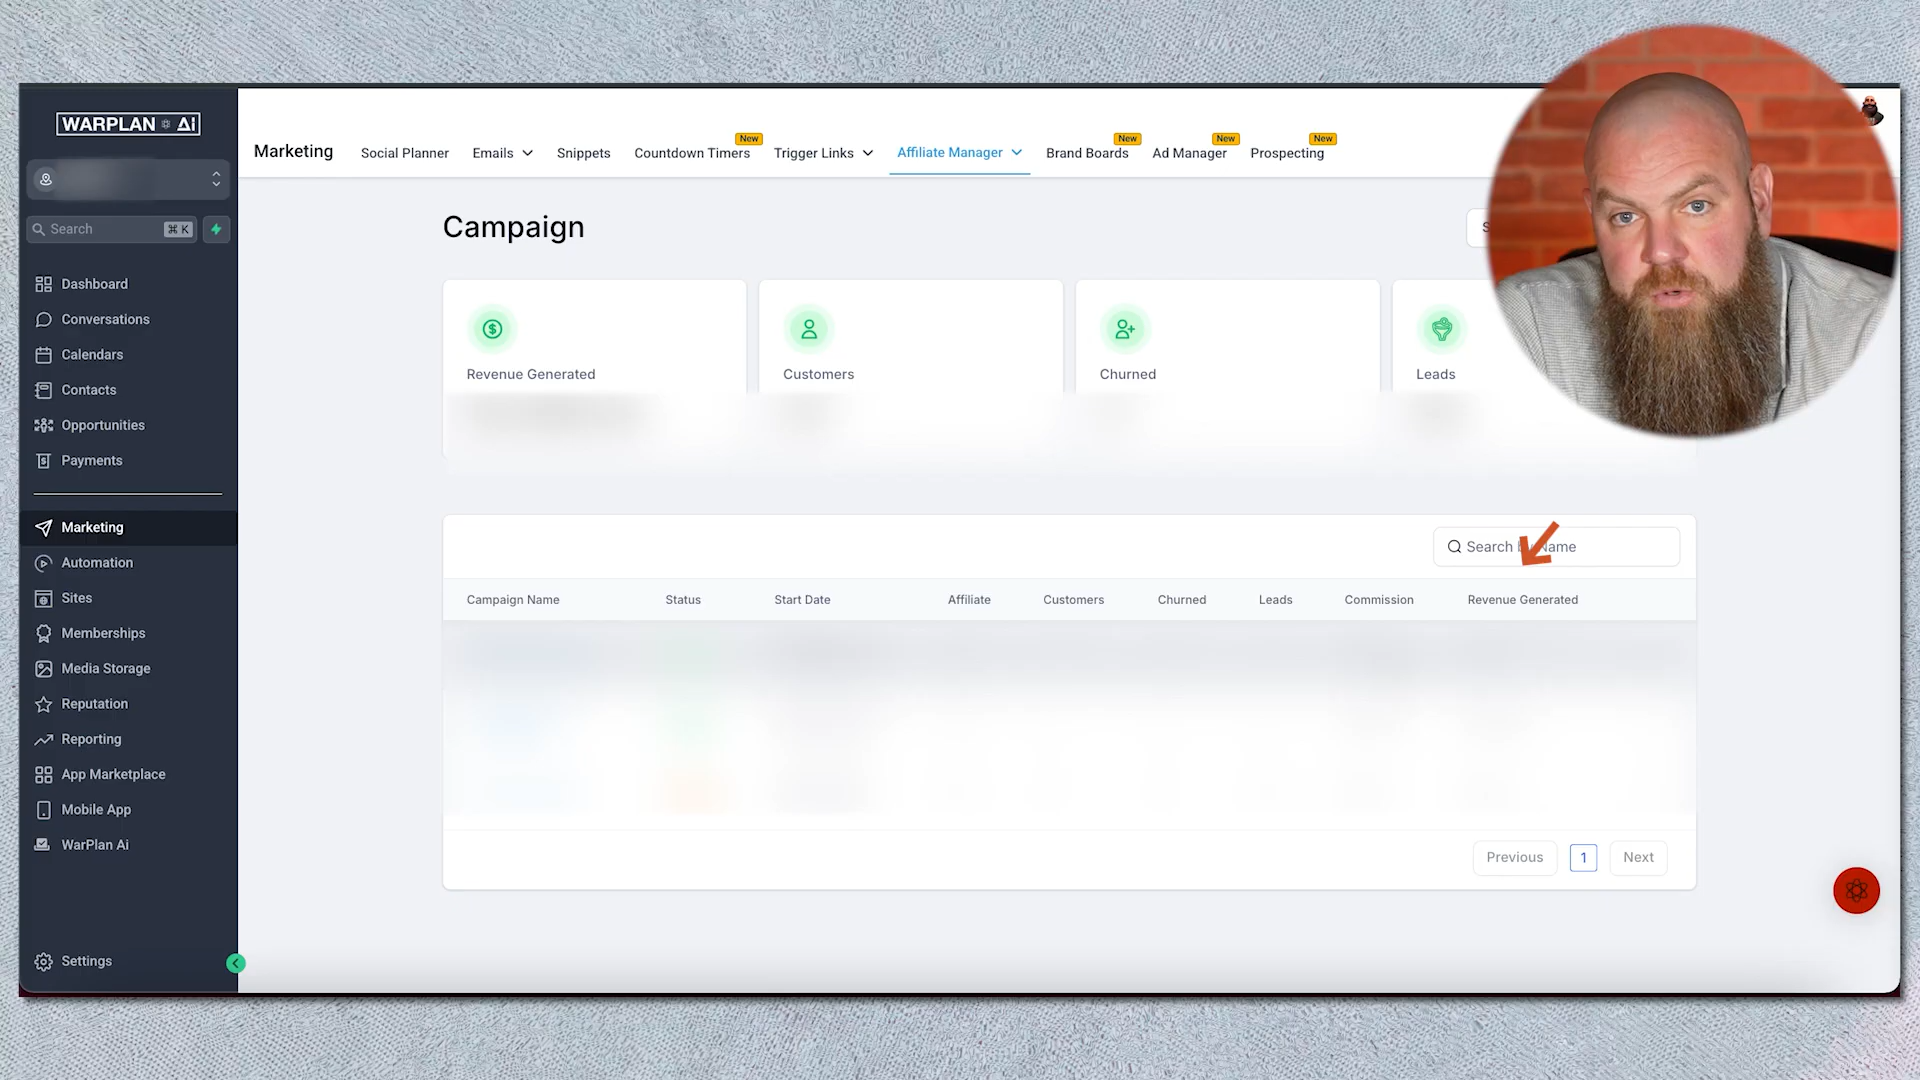 WARPLAN Ai
Search ⌘ K
Dashboard
Conversations
Calendars
Contacts
Opportunities
Payments
Marketing
Automation
Sites
Memberships
Media Storage
Reputation
Reporting
App Marketplace
Mobile App
WarPlan Ai
Settings
Marketing
Social Planner
Emails
Snippets
Countdown Timers New
Trigger Links
Affiliate Manager
Brand Boards New
Ad Manager New
Prospecting New
Campaign
Revenue Generated
Customers
Churned
Leads
Campaign Name Status Start Date Affiliate Customers Churned Leads Commission Revenue Generated
Previous 1 Next